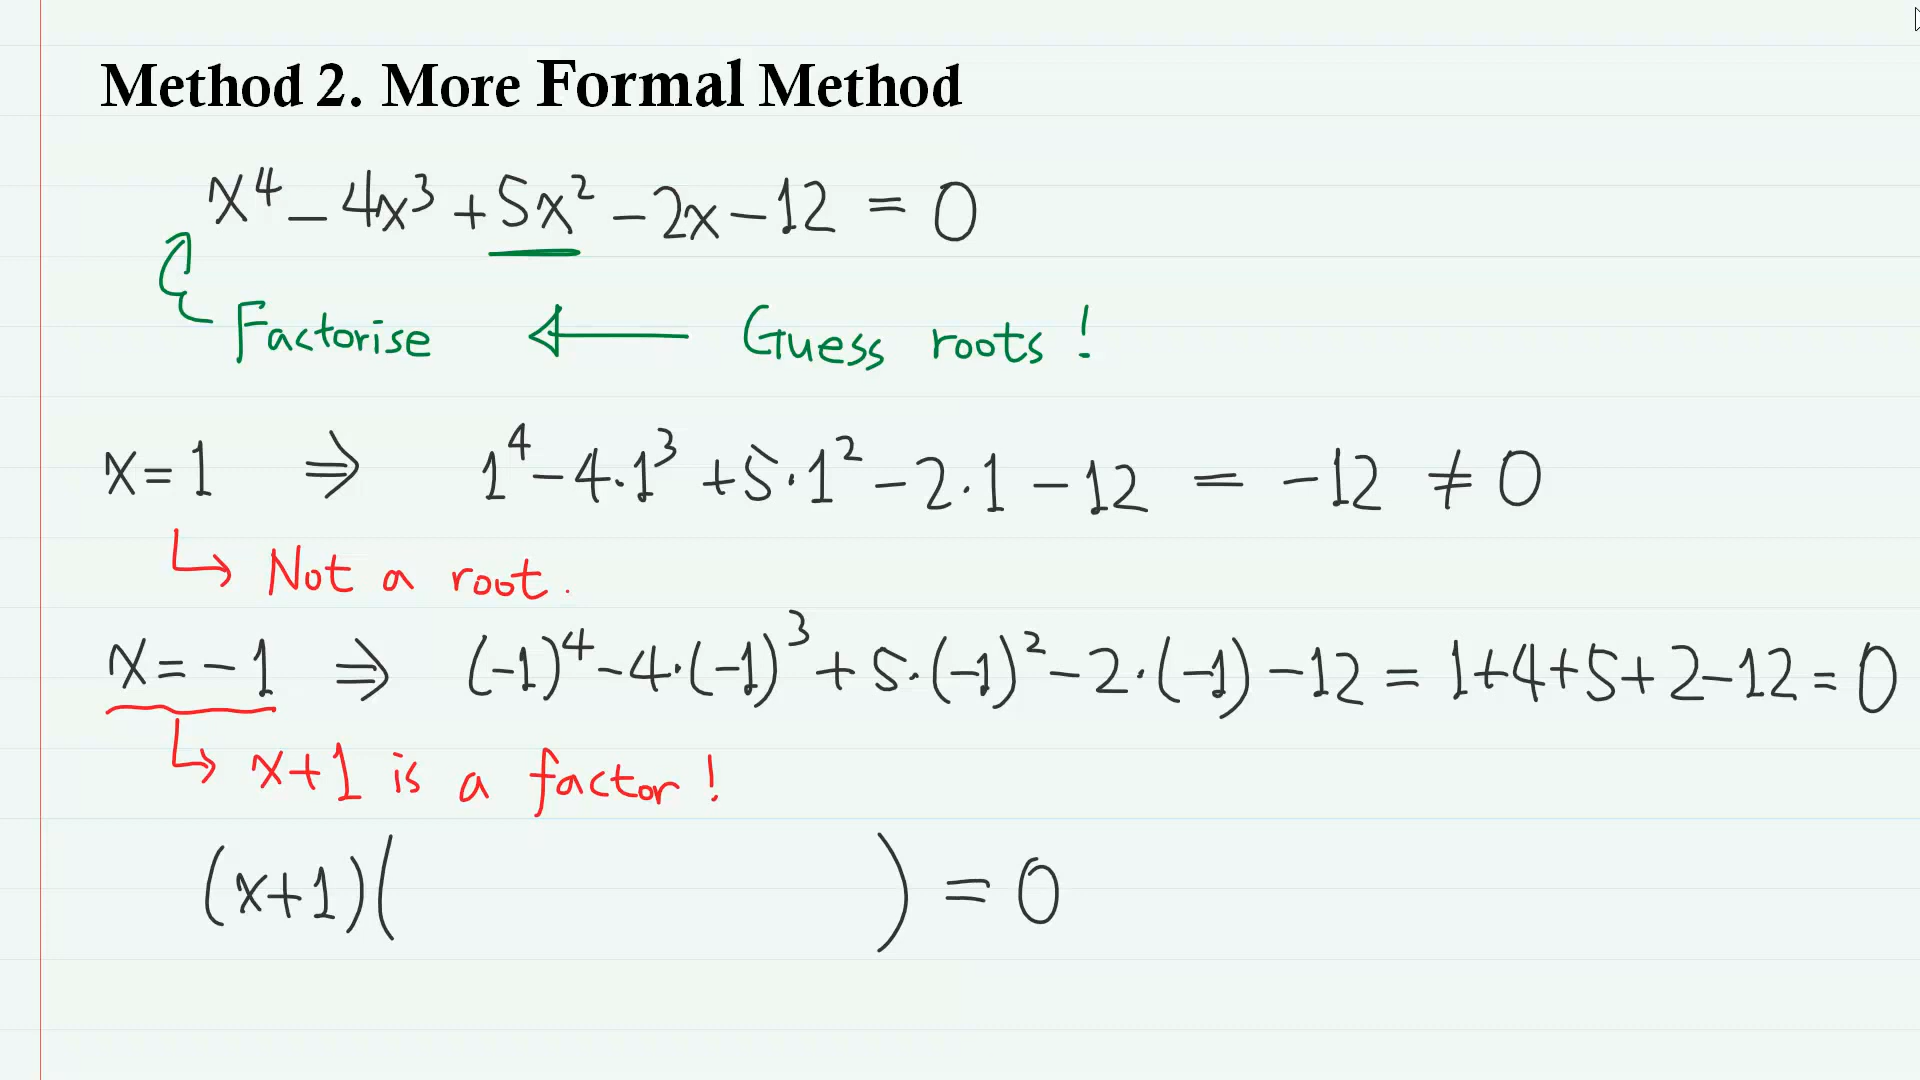 Method 2. More Formal Method
x⁴ – 4x³ + 5x² – 2x – 12 = 0
Factorise ← Guess roots !
x = 1 ⇒ 1⁴ – 4·1³ + 5·1² – 2·1 – 12 = –12 ≠ 0
↳ Not a root.
x = –1 ⇒ (–1)⁴ – 4·(–1)³ + 5·(–1)² – 2·(–1) – 12 = 1+4+5+2–12 = 0
↳ x+1 is a factor !
(x+1)( ) = 0